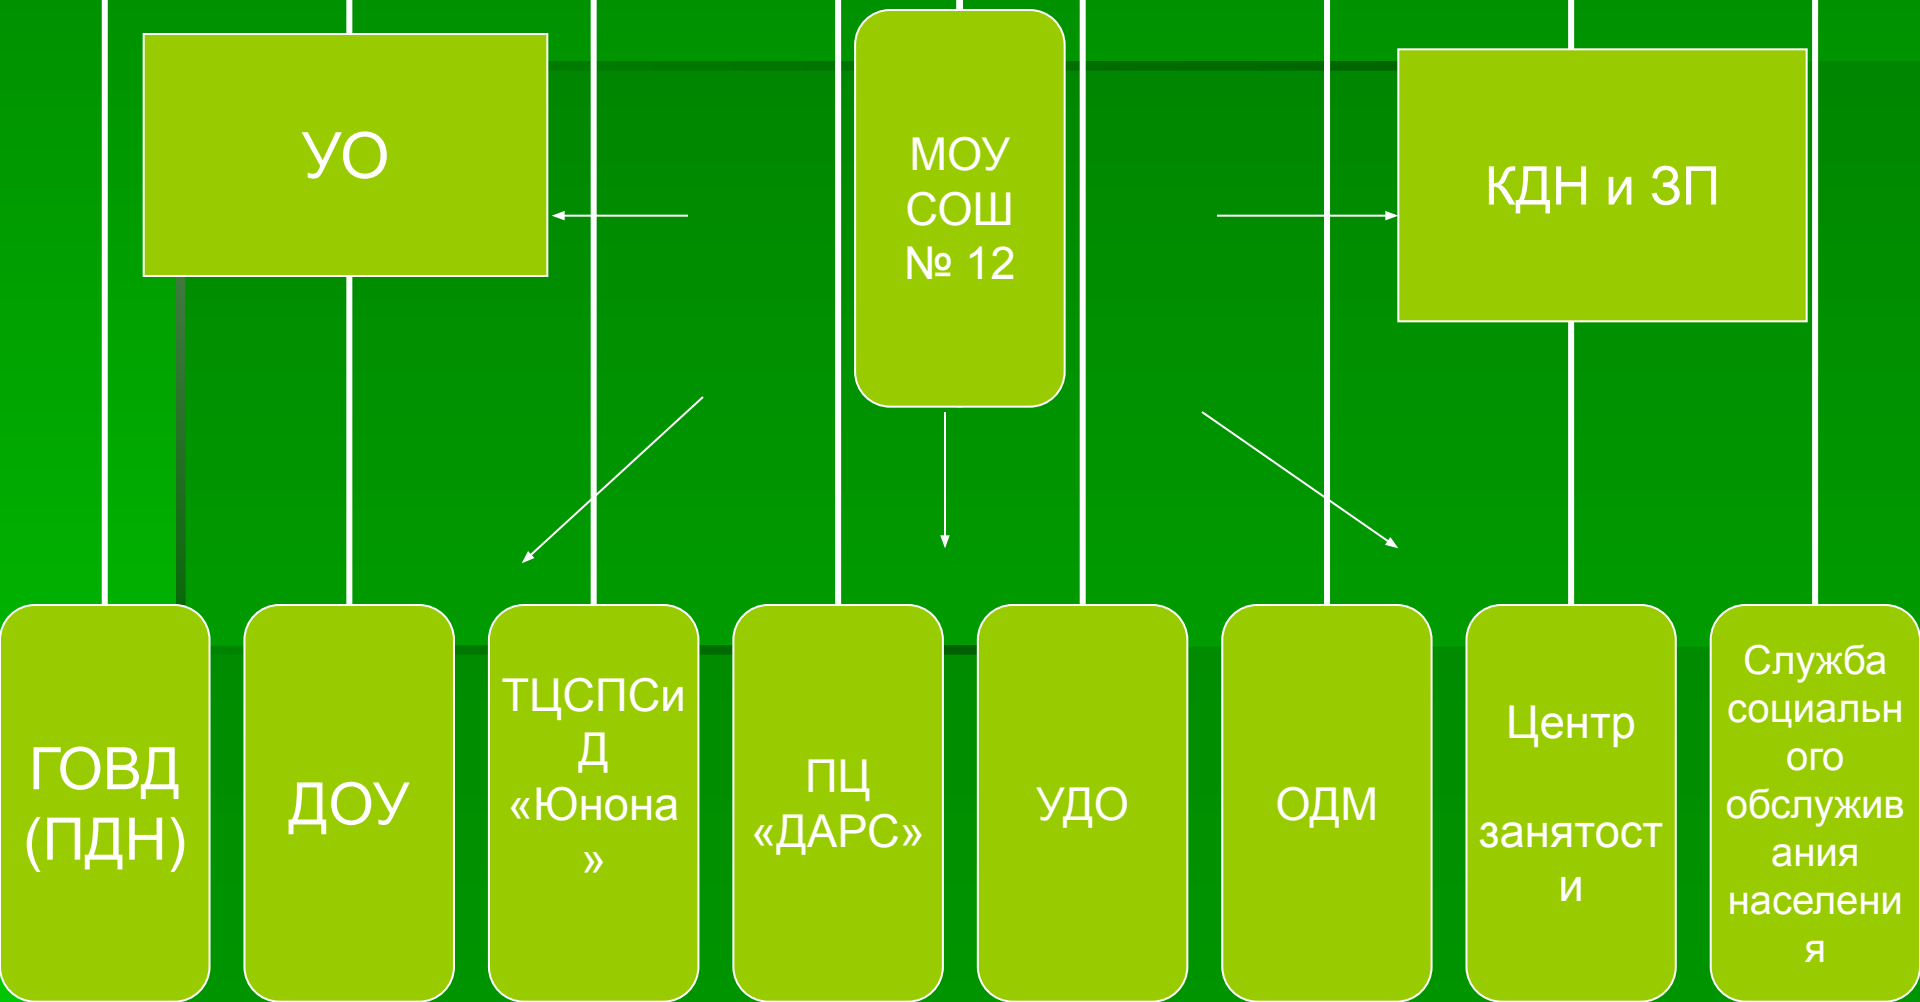 УО
МОУ
СОШ
№ 12
КДН и ЗП
ГОВД
(ПДН)
ДОУ
ТЦСПСи
Д
«Юнона
»
ПЦ
«ДАРС»
УДО
ОДМ
Центр
занятост
и
Служба
социальн
ого
обслужив
ания
населени
я